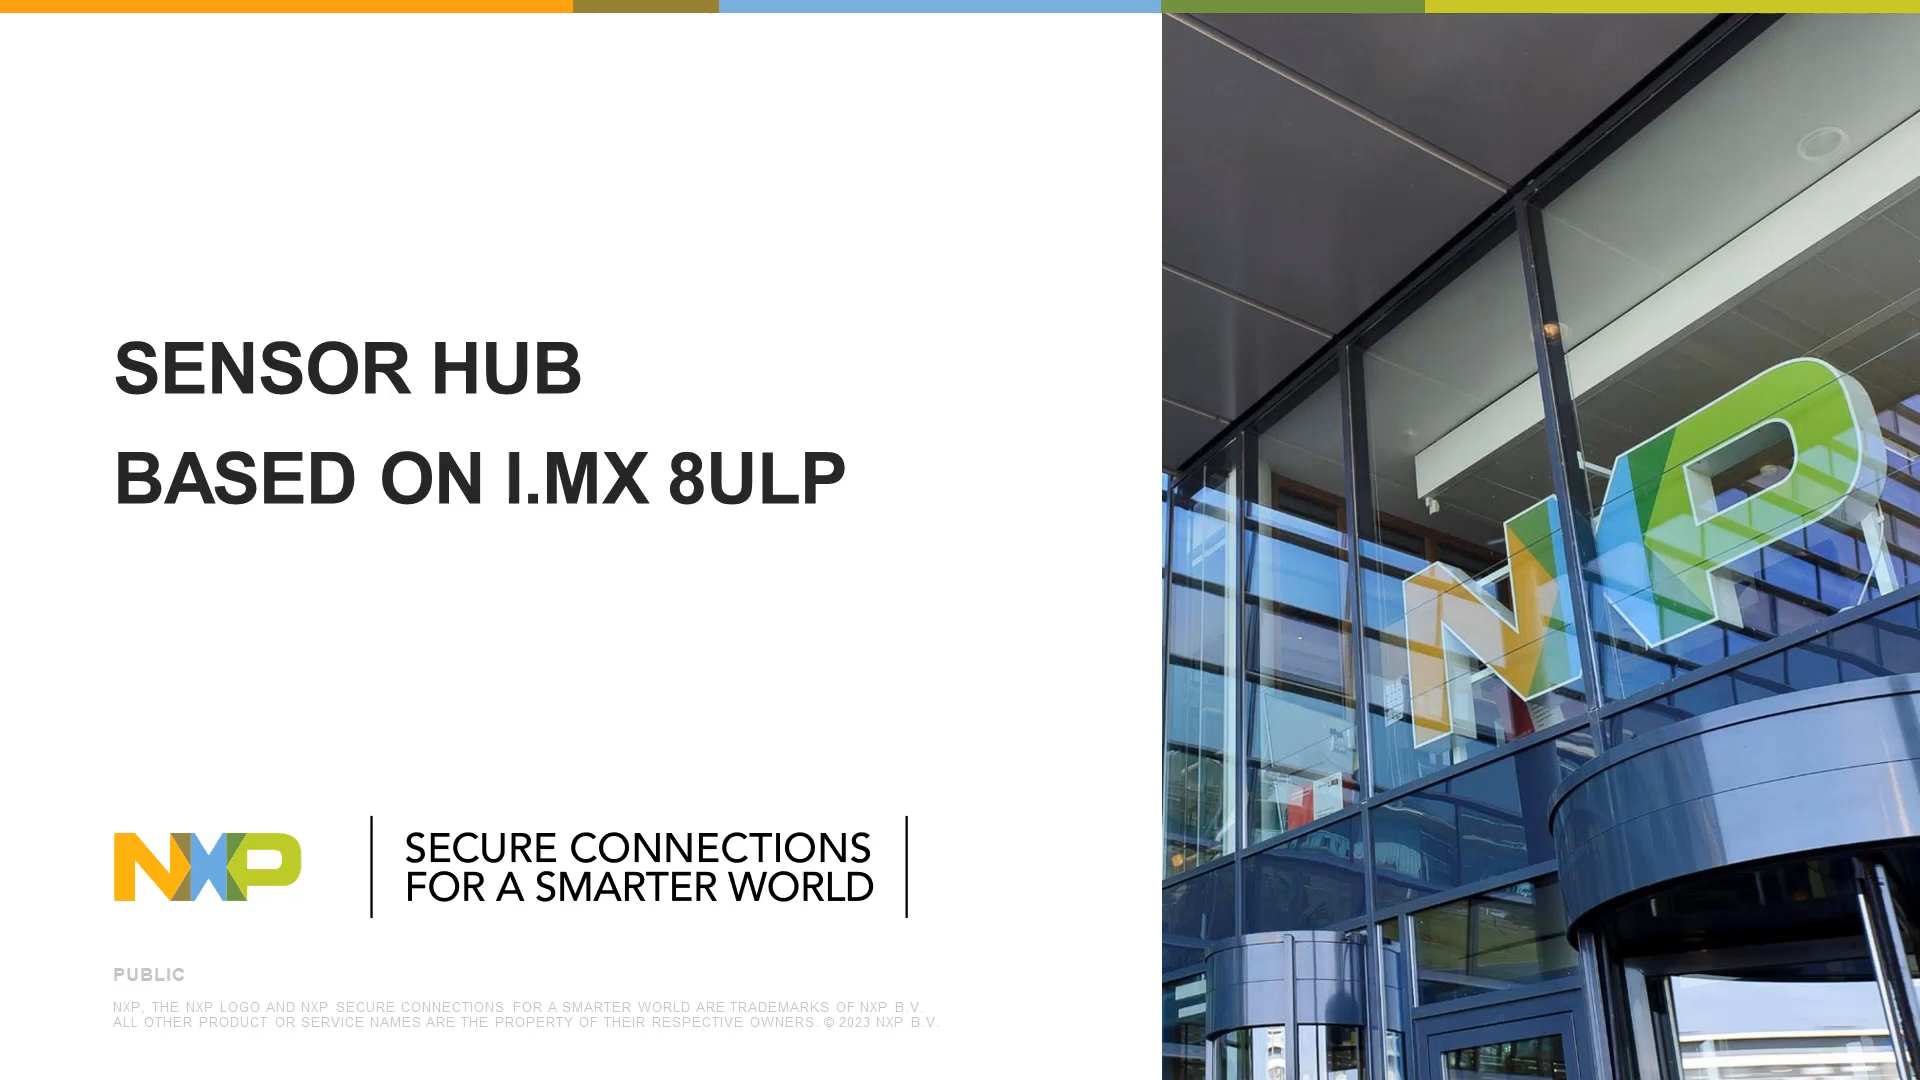 SENSOR HUB
BASED ON I.MX 8ULP
NXP
SECURE CONNECTIONS
FOR A SMARTER WORLD
PUBLIC
NXP, THE NXP LOGO AND NXP SECURE CONNECTIONS FOR A SMARTER WORLD ARE TRADEMARKS OF NXP B.V.
ALL OTHER PRODUCT OR SERVICE NAMES ARE THE PROPERTY OF THEIR RESPECTIVE OWNERS. © 2023 NXP B.V.
NXP